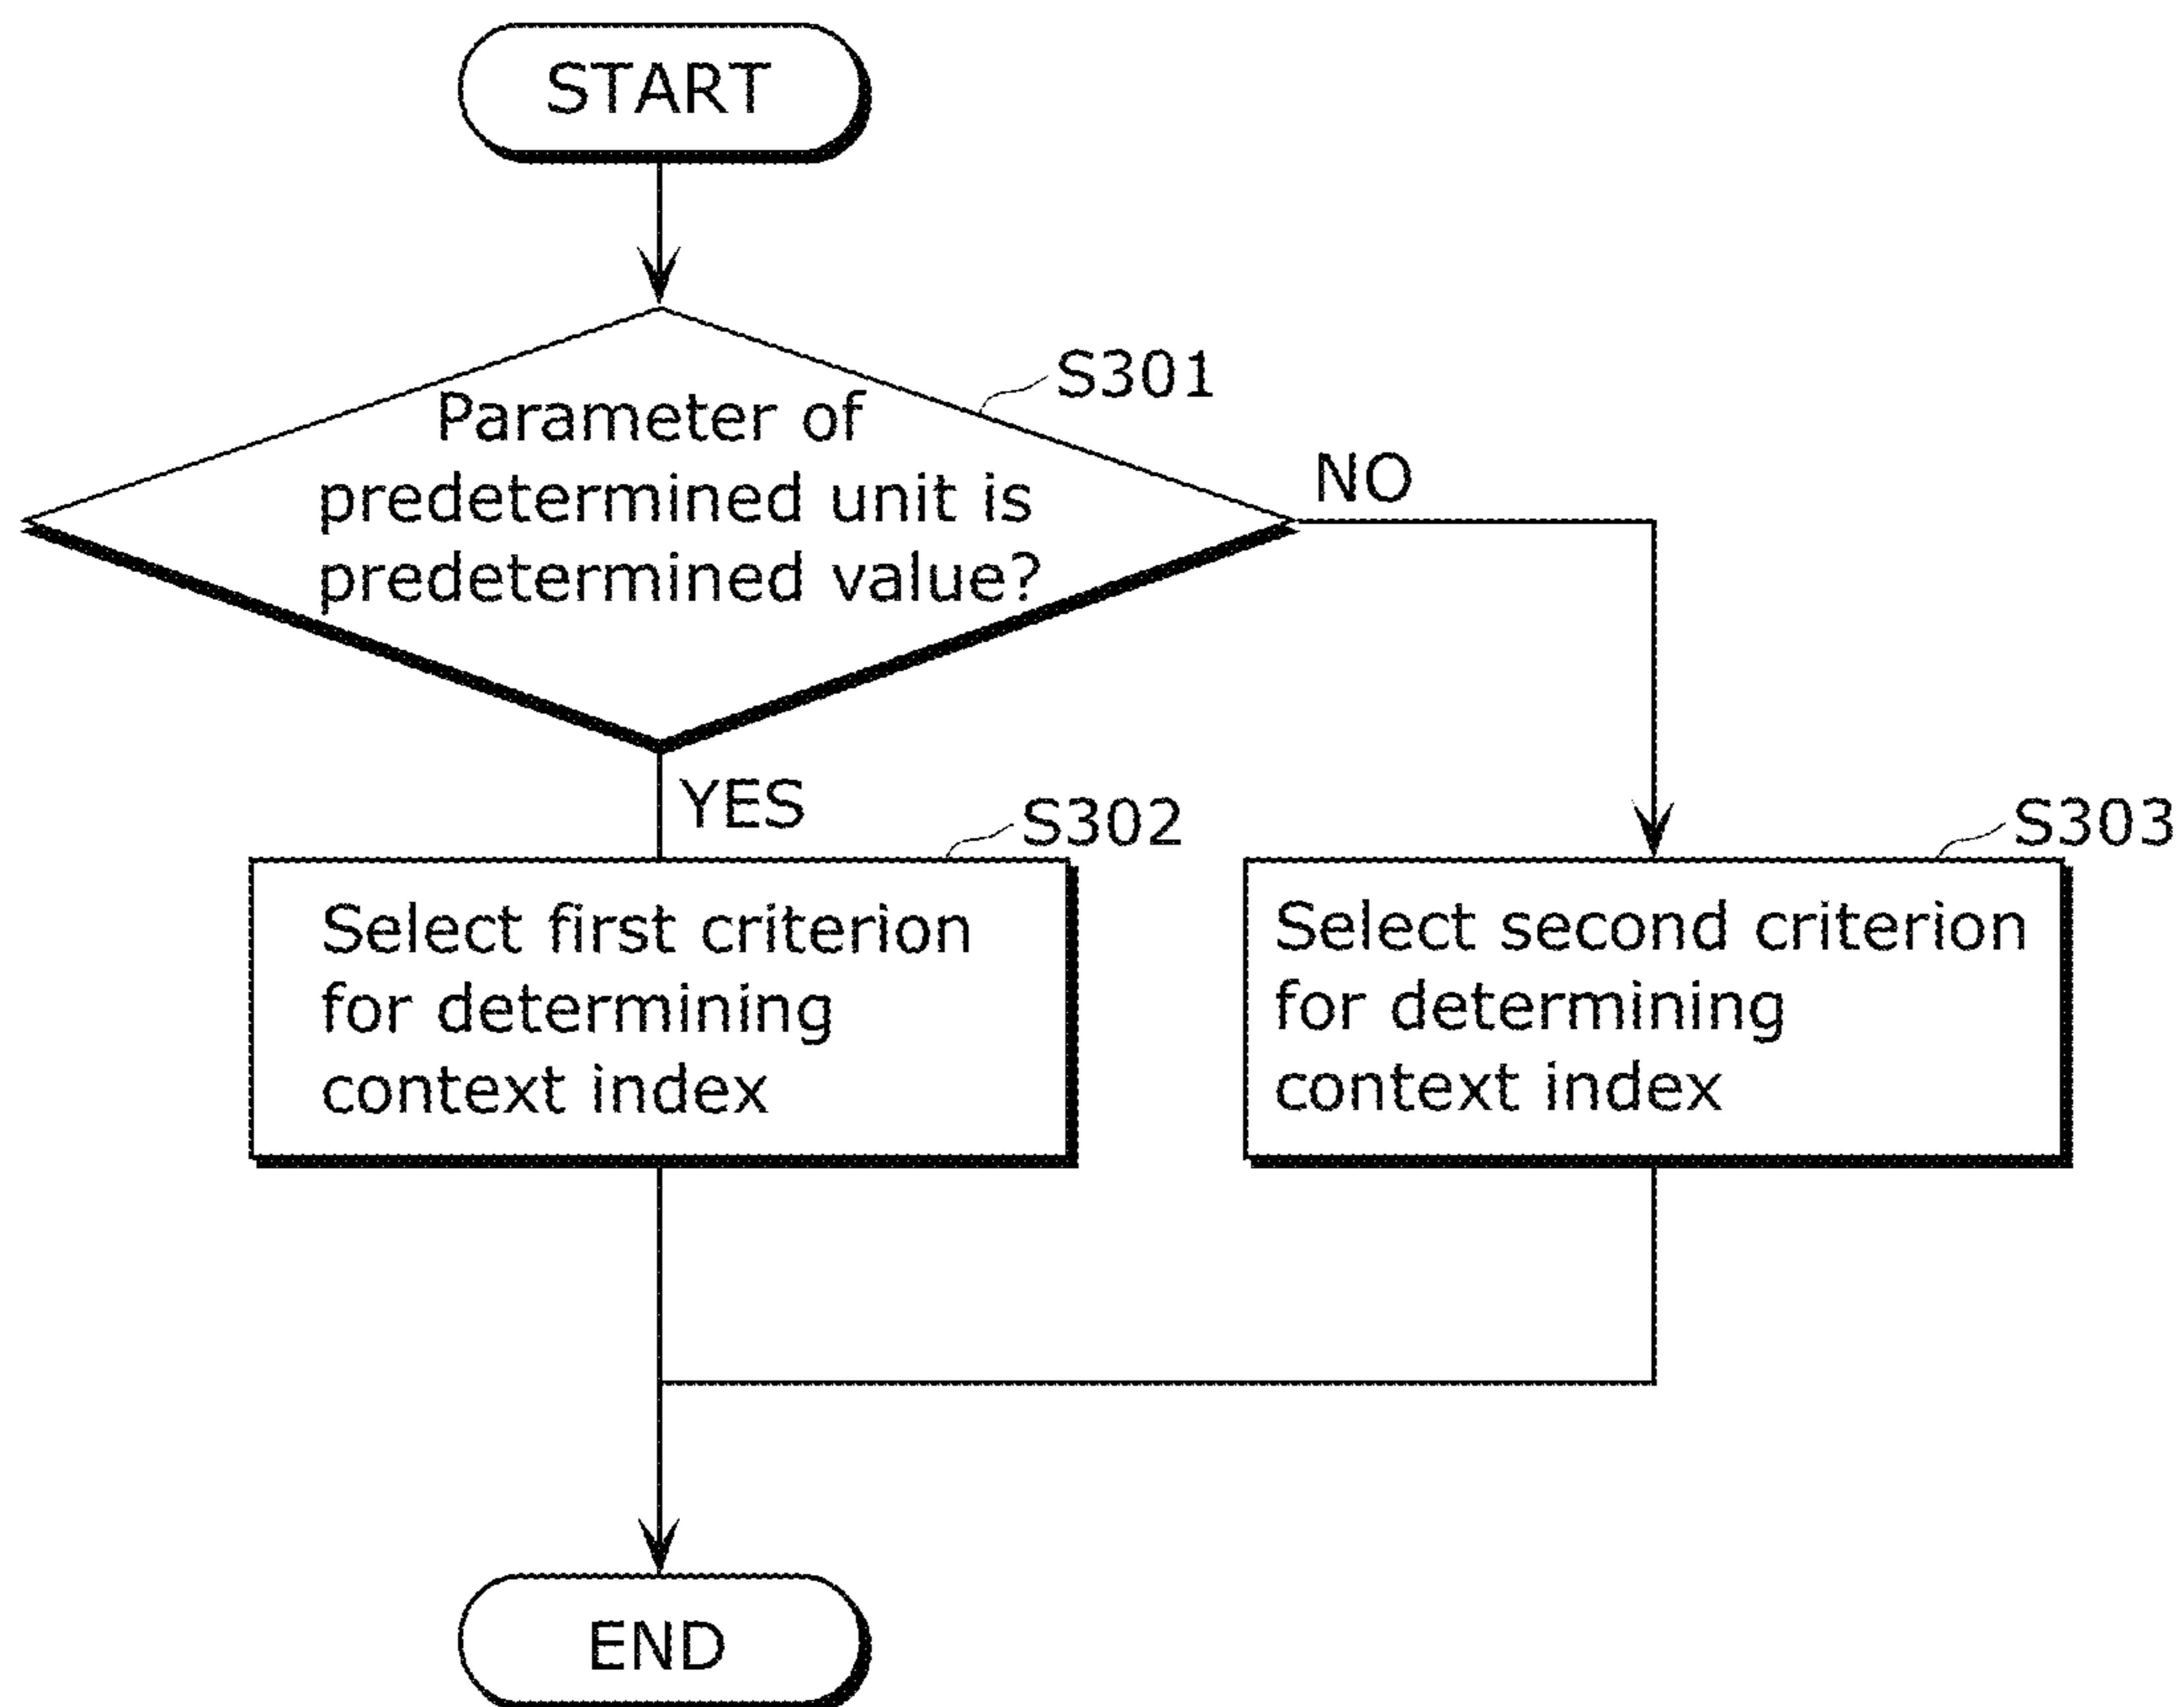 START
S301
Parameter of
predetermined unit is
predetermined value?
NO
YES
S302
Select first criterion
for determining
context index
S303
Select second criterion
for determining
context index
END